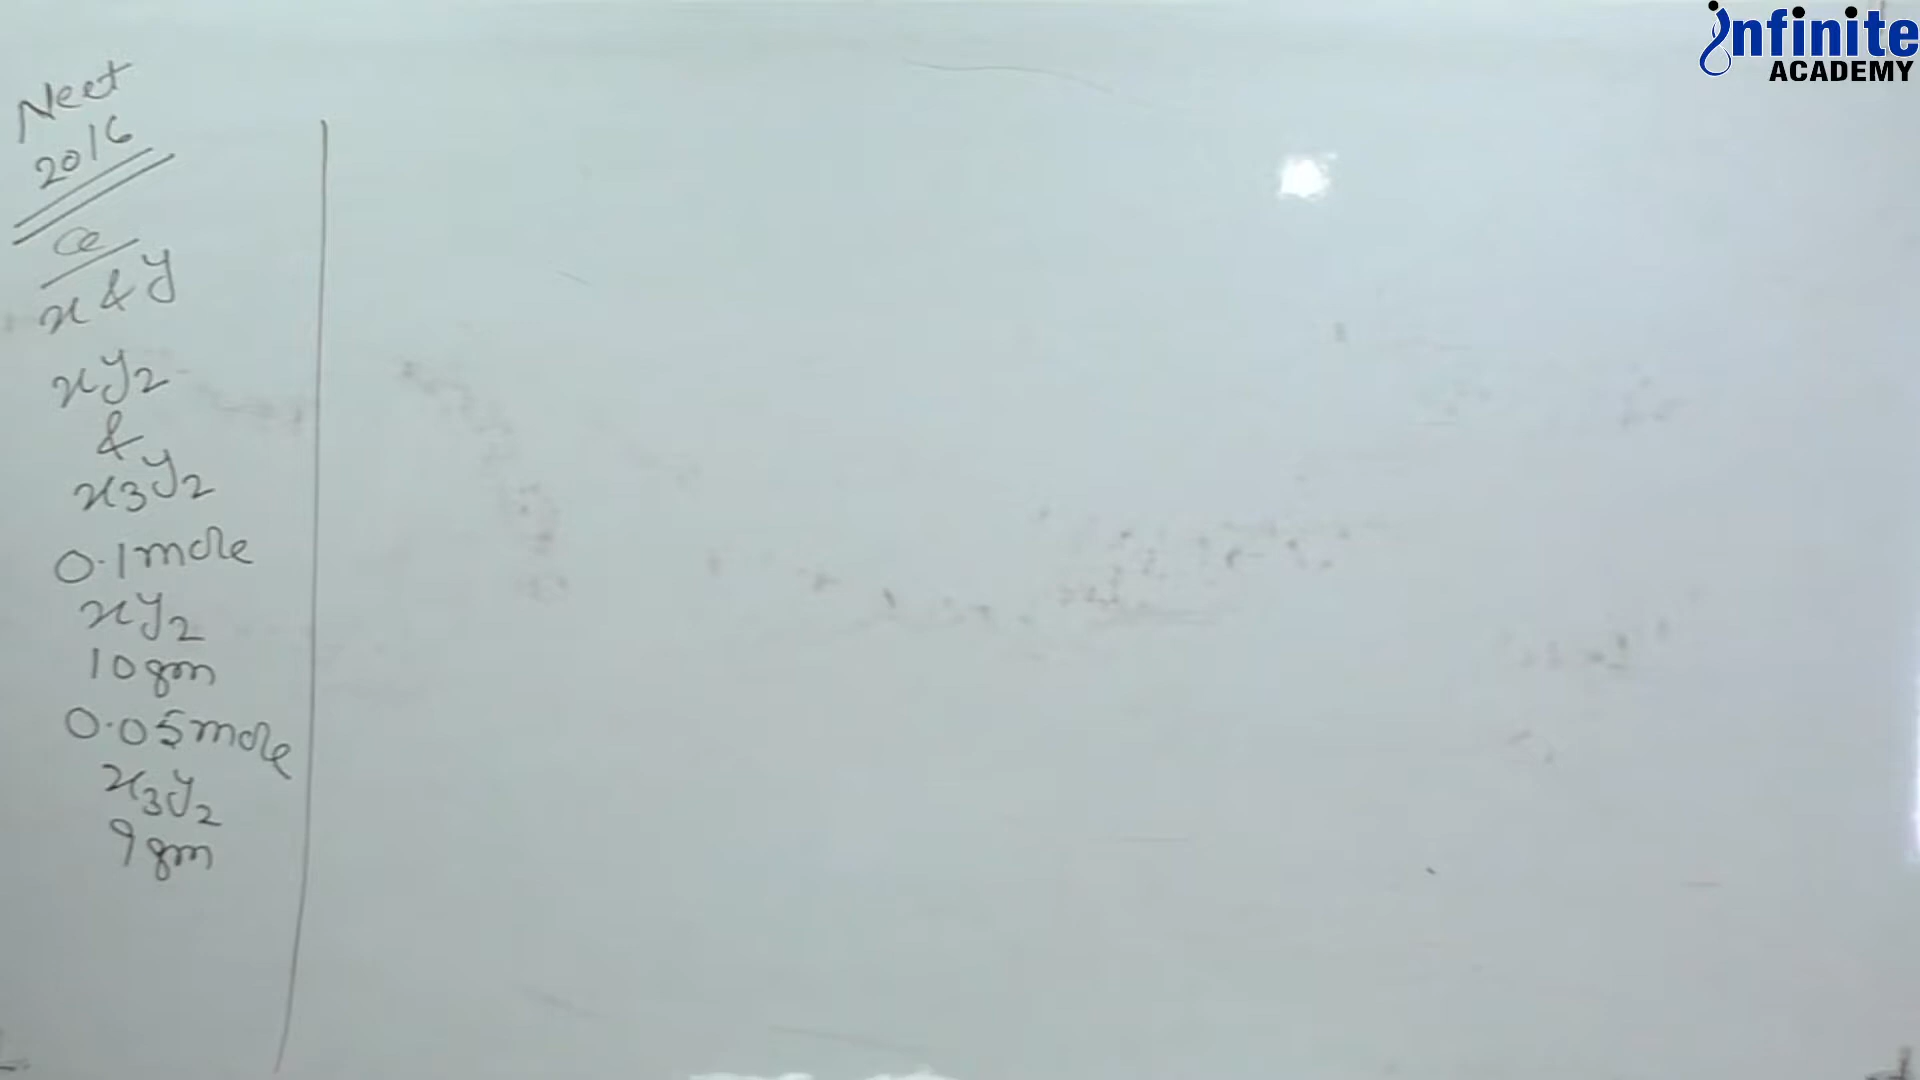 infinite
ACADEMY
Neet
2016
Q
x & y
xy2
&
x3y2
0.1 mole
xy2
10 gm
0.05 mole
x3y2
9 gm